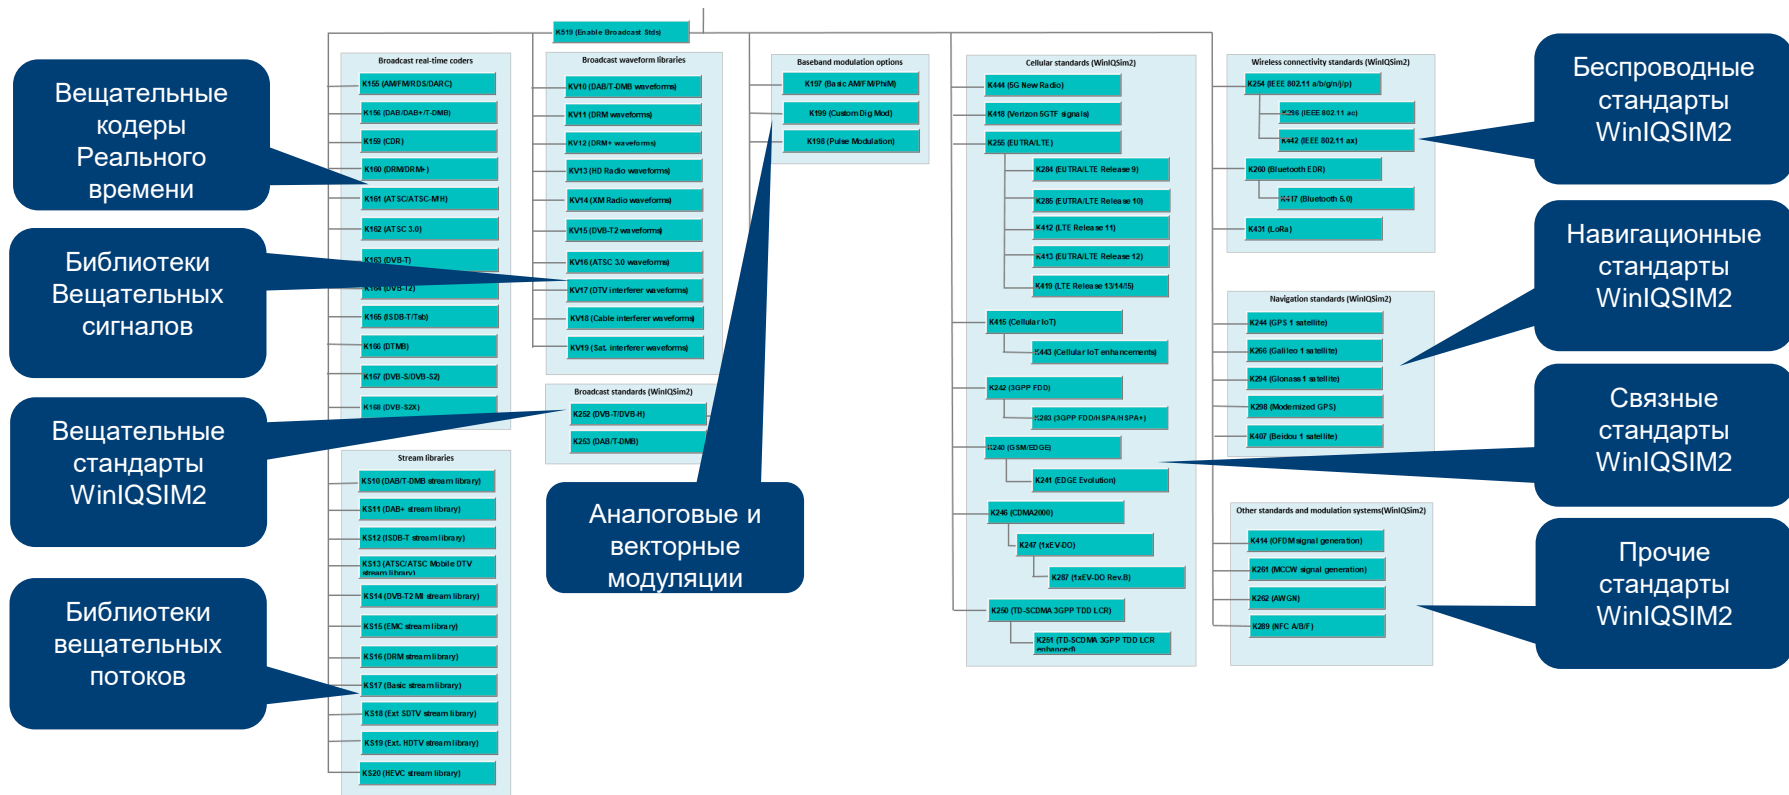 K519 (Enable Broadcast Stds)
Вещательные
кодеры
Реального
времени
Библиотеки
Вещательных
сигналов
Вещательные
стандарты
WinIQSIM2
Библиотеки
вещательных
потоков
Broadcast real-time coders
K155 (AM/FM/RDS/DARC)
K156 (DAB/DAB+/T-DMB)
K159 (CDR)
K160 (DRM/DRM+)
K161 (ATSC/ATSC-M/H)
K162 (ATSC 3.0)
K163 (DVB-T)
K164 (DVB-T2)
K165 (ISDB-T/Tsb)
K166 (DTMB)
K167 (DVB-S/DVB-S2)
K168 (DVB-S2X)
Stream libraries
KS10 (DAB/T-DMB stream library)
KS11 (DAB+ stream library)
KS12 (ISDB-T stream library)
KS13 (ATSC/ATSC Mobile DTV
stream library)
KS14 (DVB-T2 MI stream library)
KS15 (EMC stream library)
KS16 (DRM stream library)
KS17 (Basic stream library)
KS18 (Ext SDTV stream library)
KS19 (Ext. HDTV stream library)
KS20 (HEVC stream library)
Broadcast waveform libraries
KV10 (DAB/T-DMB waveforms)
KV11 (DRM waveforms)
KV12 (DRM+ waveforms)
KV13 (HD Radio waveforms)
KV14 (XM Radio waveforms)
KV15 (DVB-T2 waveforms)
KV16 (ATSC 3.0 waveforms)
KV17 (DTV interferer waveforms)
KV18 (Cable interferer waveforms)
KV19 (Sat. interferer waveforms)
Broadcast standards (WinIQSim2)
K252 (DVB-T/DVB-H)
K253 (DAB/T-DMB)
Baseband modulation options
K197 (Basic AM/FM/PhiM)
K199 (Custom Dig Mod)
K198 (Pulse Modulation)
Аналоговые и
векторные
модуляции
Cellular standards (WinIQSim2)
K444 (5G New Radio)
K418 (Verizon 5GTF signals)
K255 (EUTRA/LTE)
K284 (EUTRA/LTE Release 9)
K285 (EUTRA/LTE Release 10)
K412 (LTE Release 11)
K413 (EUTRA/LTE Release 12)
K419 (LTE Release 13/14/15)
K415 (Cellular IoT)
K443 (Cellular IoT enhancements)
K242 (3GPP FDD)
K283 (3GPP FDD/HSPA/HSPA+)
K240 (GSM/EDGE)
K241 (EDGE Evolution)
K246 (CDMA2000)
K247 (1xEV-DO)
K287 (1xEV-DO Rev.B)
K250 (TD-SCDMA 3GPP TDD LCR)
K251 (TD-SCDMA 3GPP TDD LCR
enhanced)
Wireless connectivity standards (WinIQSim2)
K254 (IEEE 802.11 a/b/g/n/j/p)
K286 (IEEE 802.11 ac)
K442 (IEEE 802.11 ax)
K260 (Bluetooth EDR)
K417 (Bluetooth 5.0)
K431 (LoRa)
Navigation standards (WinIQSim2)
K244 (GPS 1 satellite)
K266 (Galileo 1 satellite)
K294 (Glonass 1 satellite)
K298 (Modernized GPS)
K407 (Beidou 1 satellite)
Other standards and modulation systems(WinIQSim2)
K414 (OFDM signal generation)
K261 (MCCW signal generation)
K262 (AWGN)
K289 (NFC A/B/F)
Беспроводные
стандарты
WinIQSIM2
Навигационные
стандарты
WinIQSIM2
Связные
стандарты
WinIQSIM2
Прочие
стандарты
WinIQSIM2